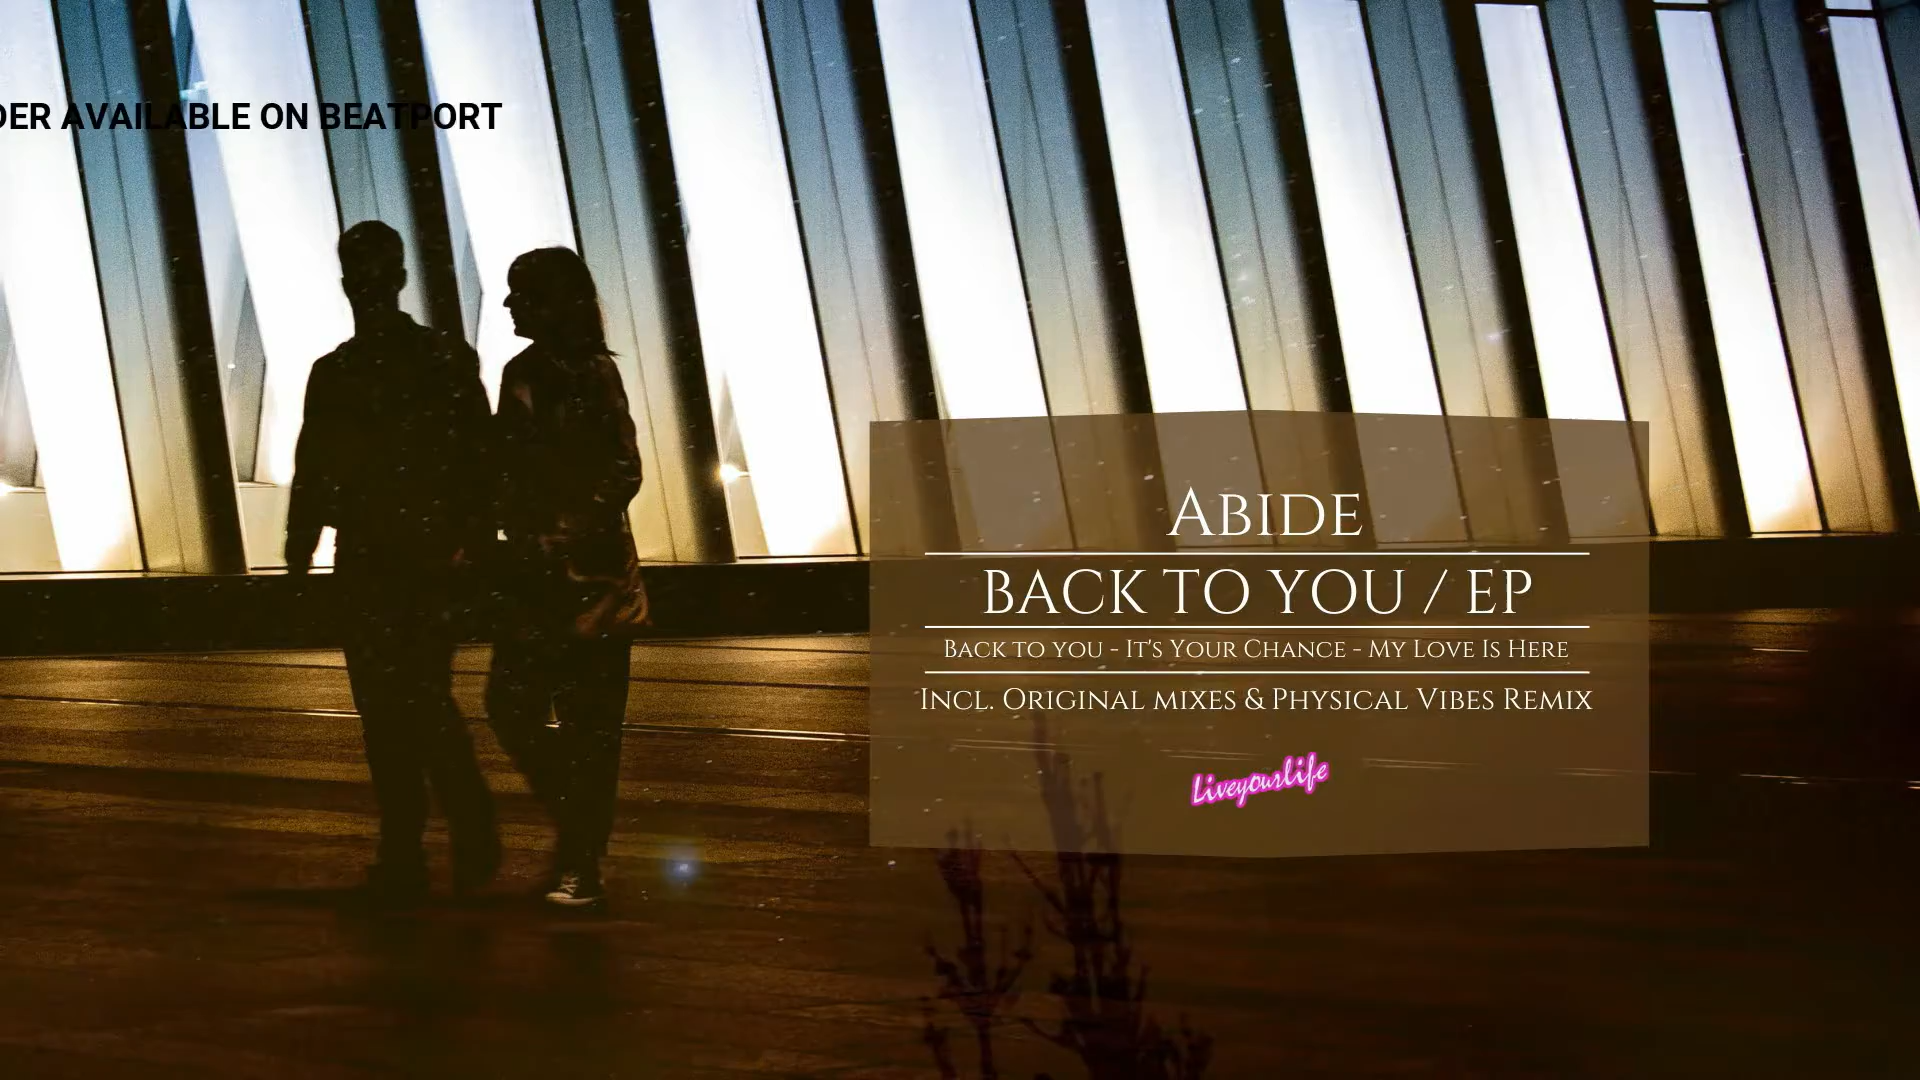 DER AVAILABLE ON BEATPORT
Abide
BACK TO YOU / EP
Back to you - It's Your Chance - My Love Is Here
Incl. Original mixes & Physical Vibes Remix
Liveyourlife